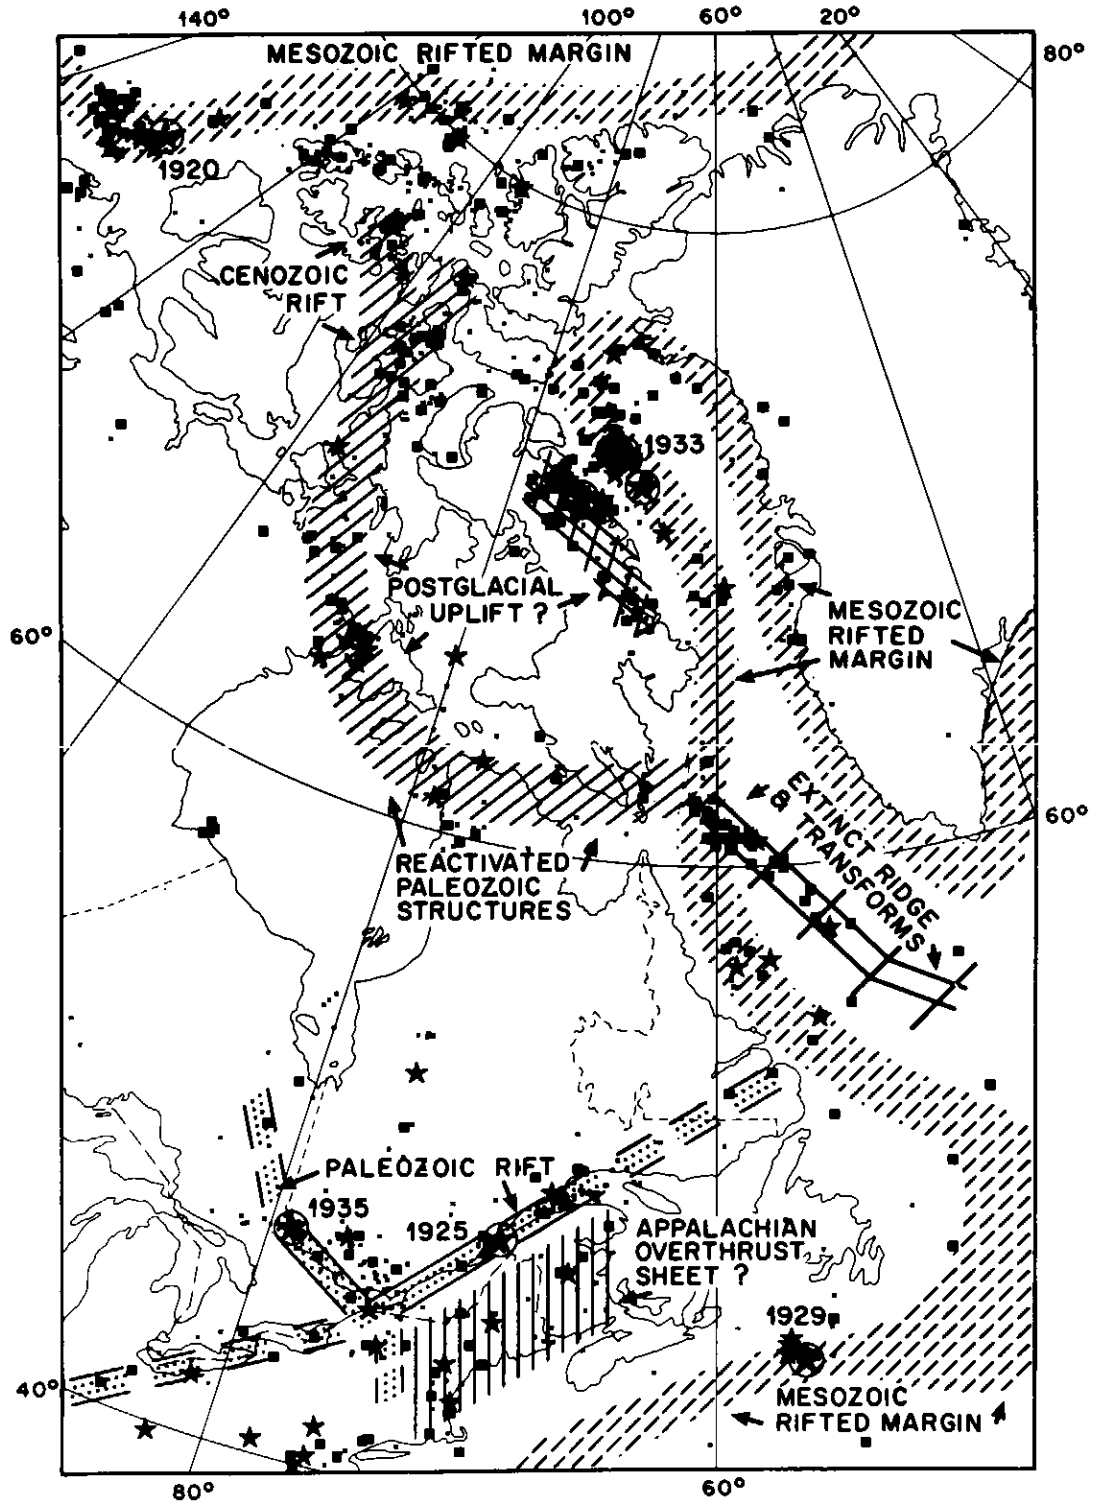 140°
100°
60°
20°
80°
MESOZOIC RIFTED MARGIN
1920
CENOZOIC
RIFT
1933
POSTGLACIAL
UPLIFT ?
MESOZOIC
RIFTED
MARGIN
60°
EXTINCT RIDGE
& TRANSFORMS
60°
REACTIVATED
PALEOZOIC
STRUCTURES
PALEOZOIC RIFT
1935
1925
APPALACHIAN
OVERTHRUST
SHEET ?
1929
40°
MESOZOIC
RIFTED MARGIN
80°
60°